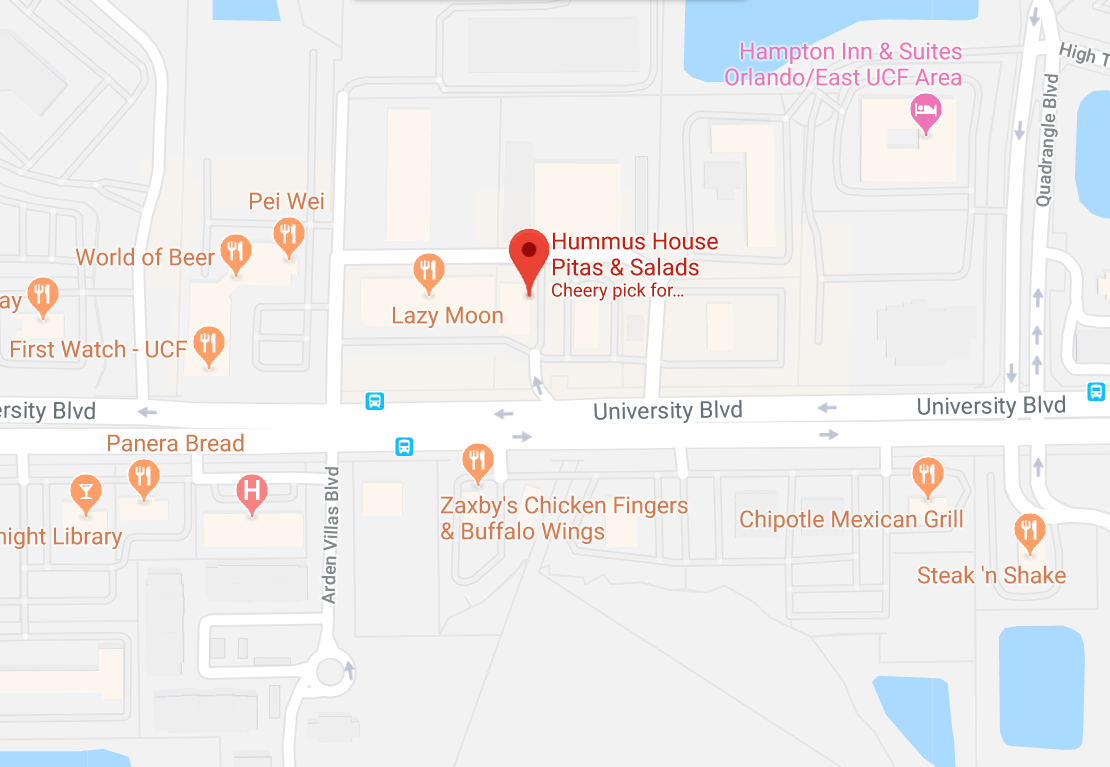 Hampton Inn & Suites
Orlando/East UCF Area
High T
Quadrangle Blvd
Pei Wei
World of Beer
Hummus House
Pitas & Salads
Cheery pick for...
ay
Lazy Moon
First Watch - UCF
ersity Blvd
University Blvd
University Blvd
Panera Bread
H
Arden Villas Blvd
Zaxby's Chicken Fingers
& Buffalo Wings
Chipotle Mexican Grill
night Library
Steak 'n Shake